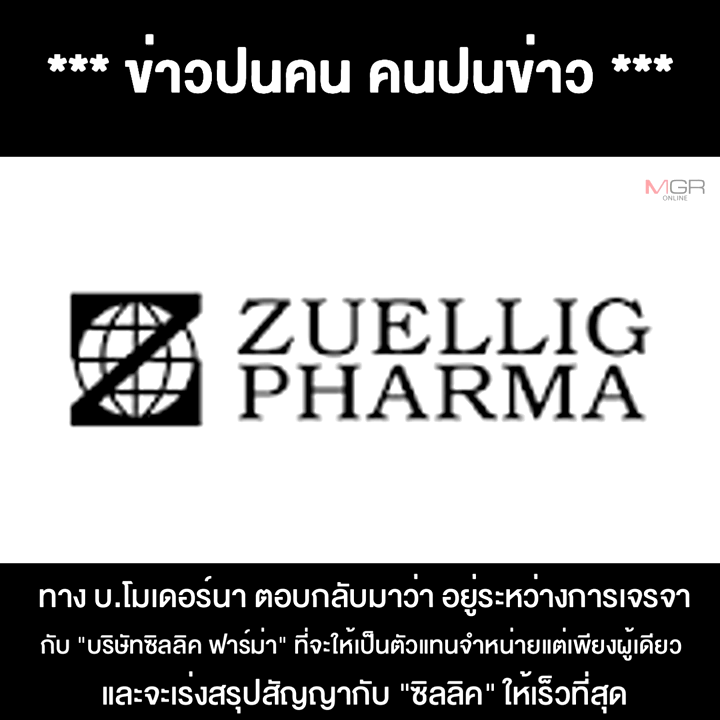 *** ข่าวปนคน คนปนข่าว ***
MGR
ONLINE
ZUELLIG
PHARMA
ทาง บ.โมเดอร์นา ตอบกลับมาว่า อยู่ระหว่างการเจรจา
กับ "บริษัทซิลลิค ฟาร์ม่า" ที่จะให้เป็นตัวแทนจำหน่ายแต่เพียงผู้เดียว
และจะเร่งสรุปสัญญากับ "ซิลลิค" ให้เร็วที่สุด